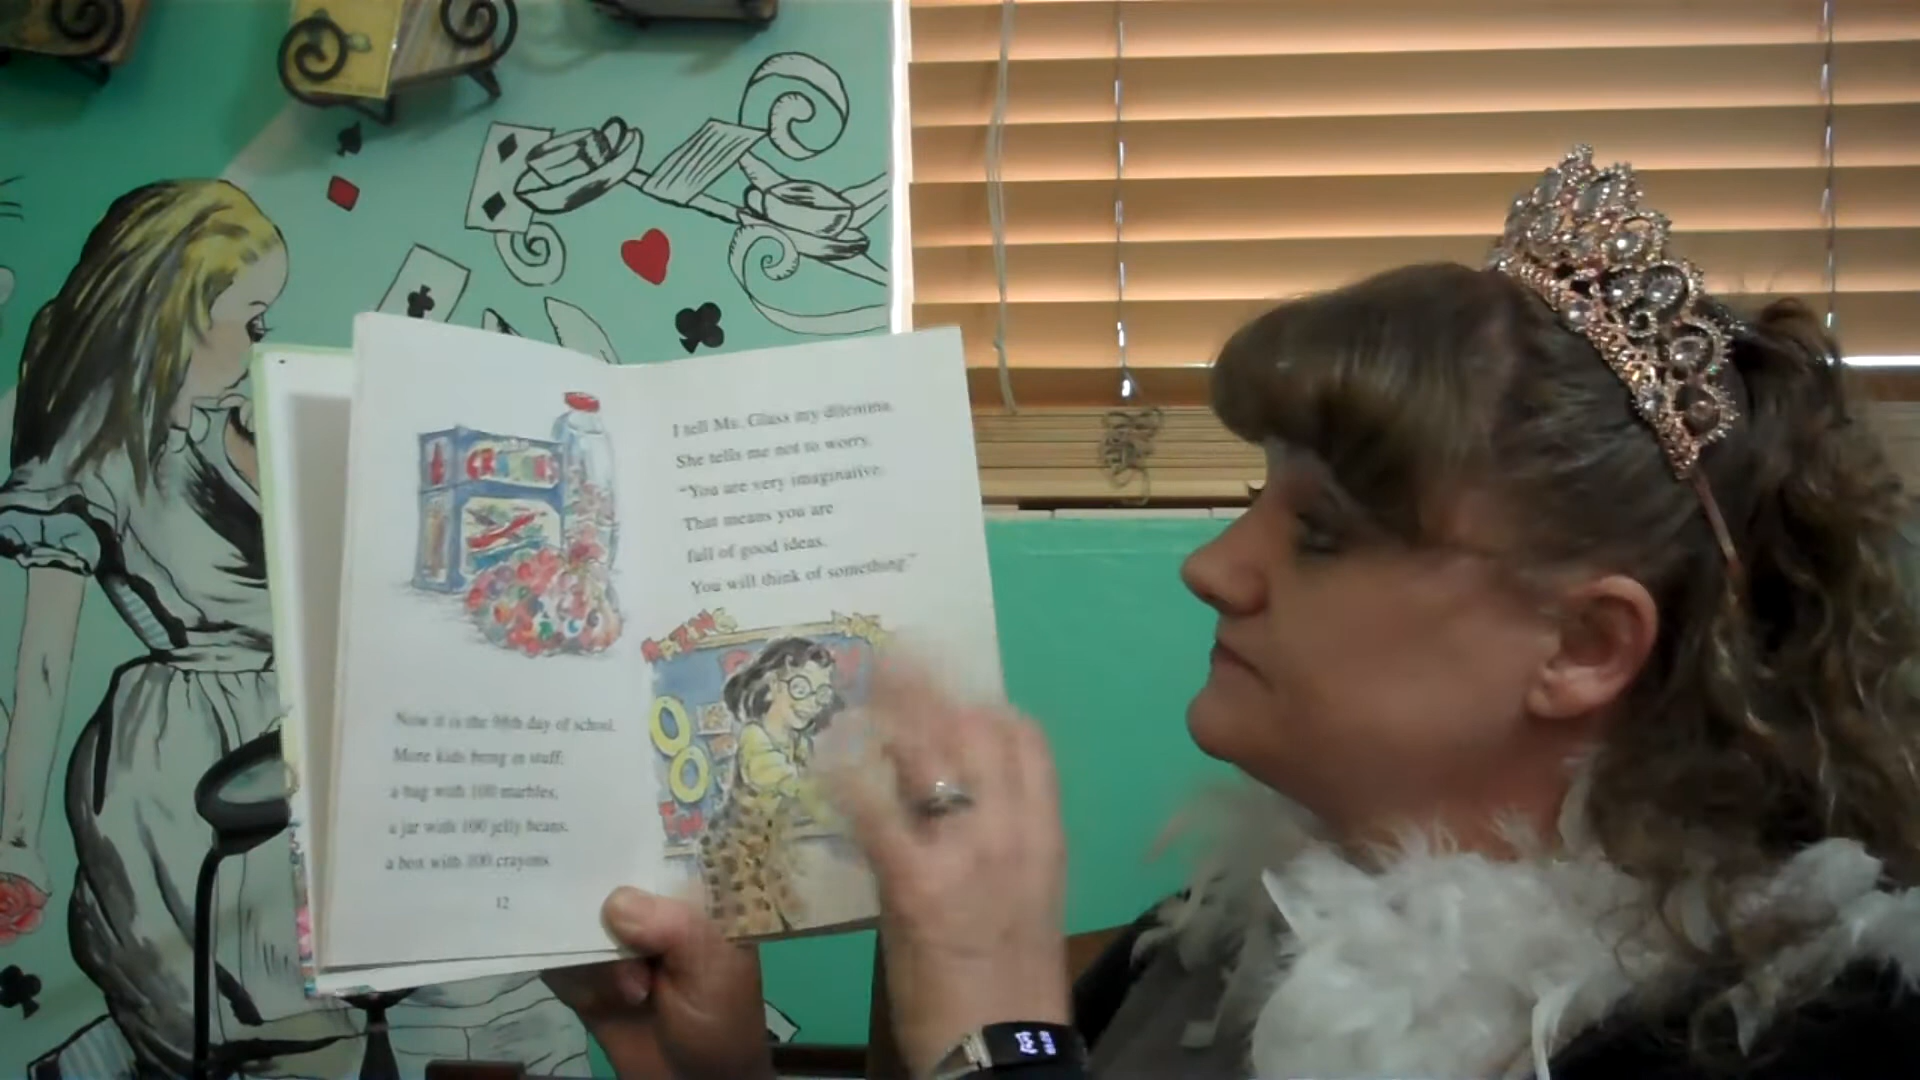 CRAYONS
Now it is the 98th day of school.
More kids bring in stuff:
a bag with 100 marbles,
a jar with 100 jelly beans,
a box with 100 crayons.
12
I tell Ms. Glass my dilemma.
She tells me not to worry.
"You are very imaginative.
That means you are
full of good ideas.
You will think of something."